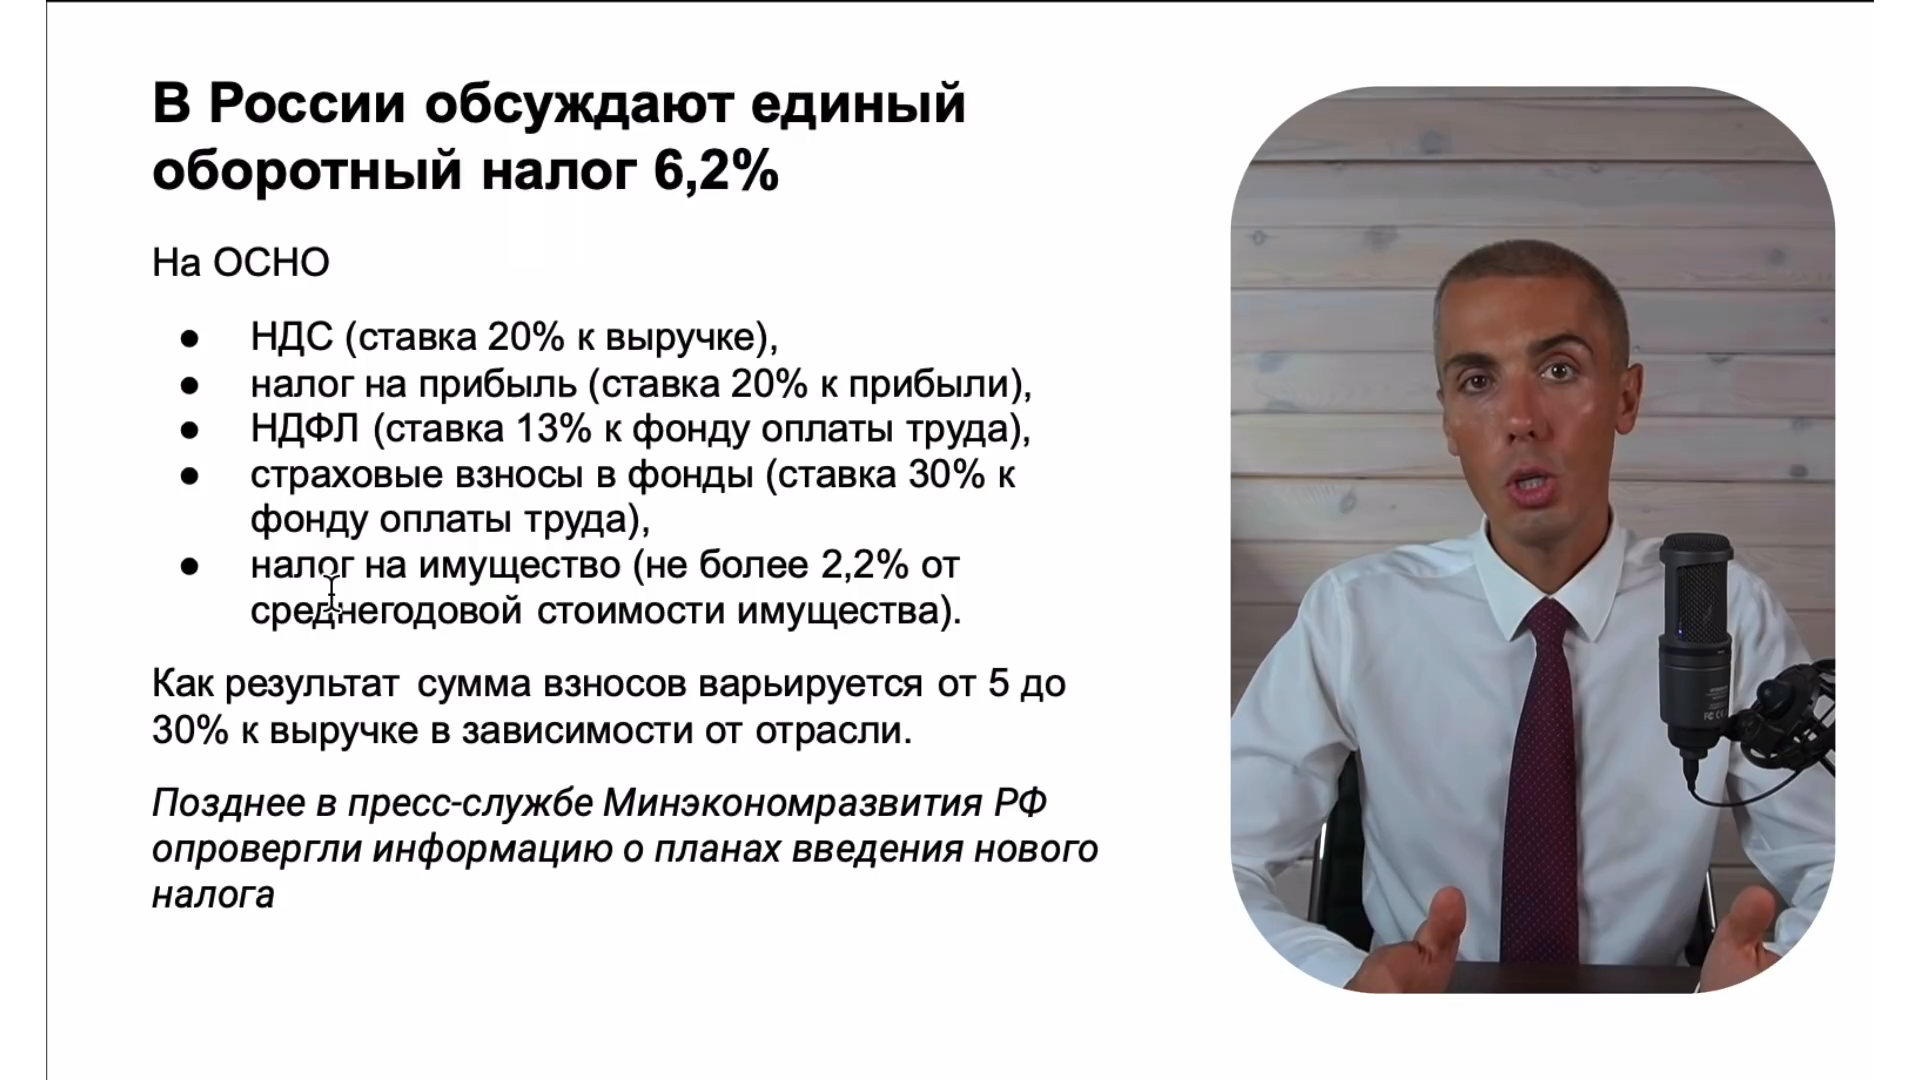 В России обсуждают единый
оборотный налог 6,2%
На ОСНО
● НДС (ставка 20% к выручке),
● налог на прибыль (ставка 20% к прибыли),
● НДФЛ (ставка 13% к фонду оплаты труда),
● страховые взносы в фонды (ставка 30% к
фонду оплаты труда),
● налог на имущество (не более 2,2% от
среднегодовой стоимости имущества).
Как результат сумма взносов варьируется от 5 до
30% к выручке в зависимости от отрасли.
Позднее в пресс-службе Минэкономразвития РФ
опровергли информацию о планах введения нового
налога